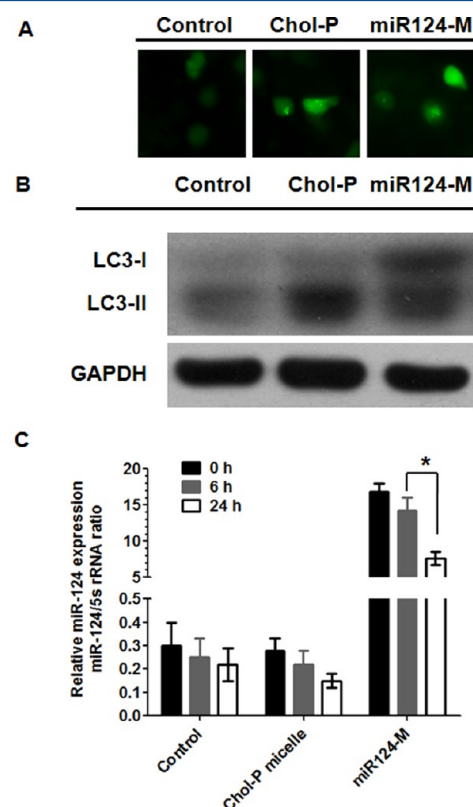 A
Control Chol-P miR124-M
B
Control Chol-P miR124-M
LC3-I
LC3-II
GAPDH
C
Relative miR-124 expression
miR-124/5s rRNA ratio
20
15
10
5
0.5
0.4
0.3
0.2
0.1
0.0
0 h
6 h
24 h
*
Control
Chol-P micelle
miR124-M